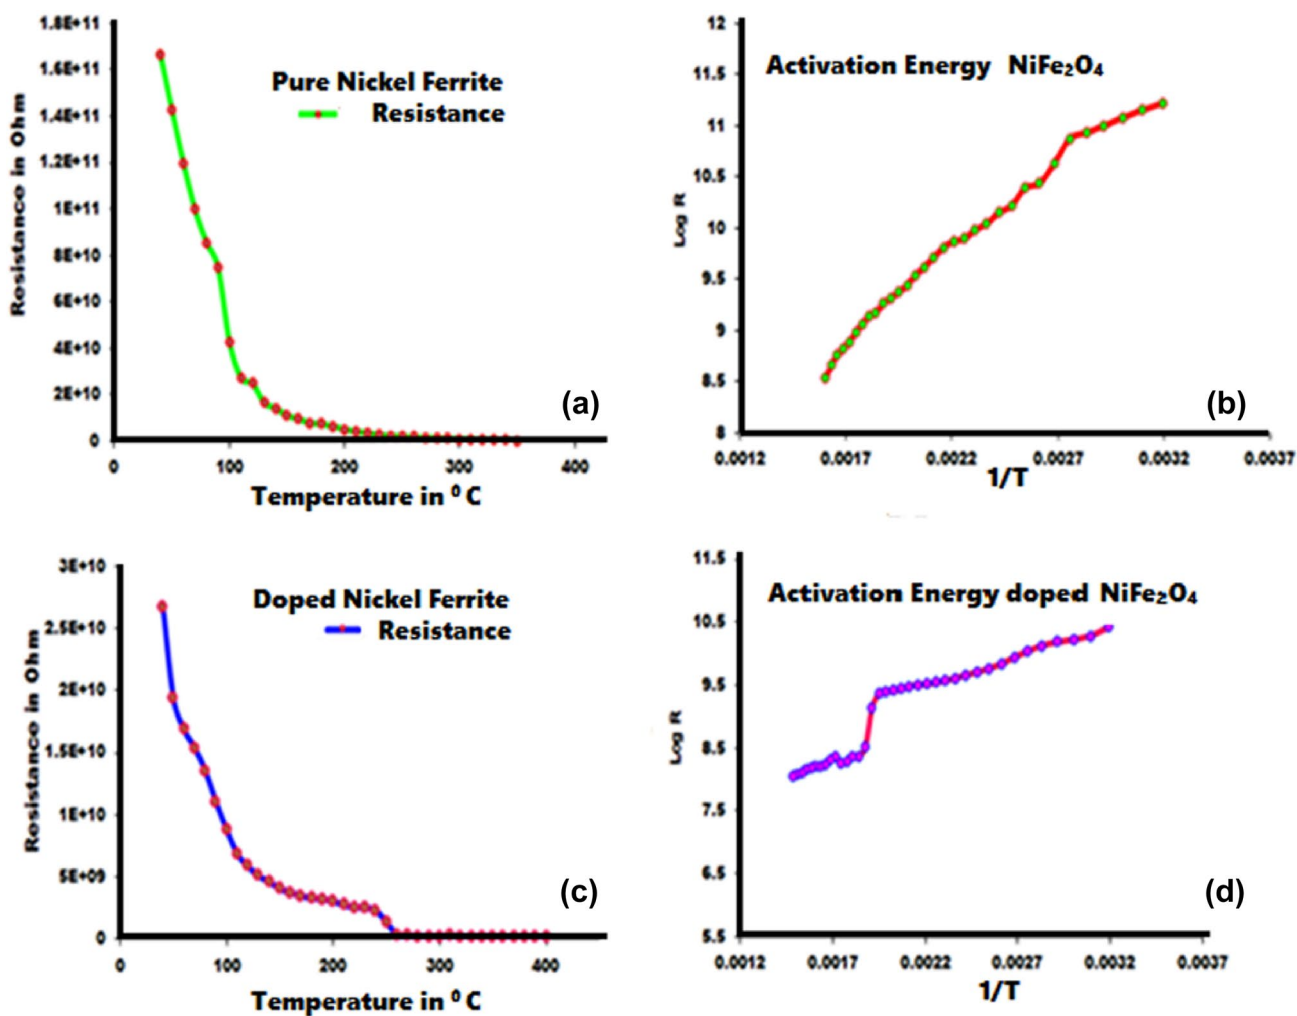 1.8E+11
1.6E+11
1.4E+11
1.2E+11
1E+11
8E+10
6E+10
4E+10
2E+10
0
Resistance in Ohm
Pure Nickel Ferrite
Resistance
(a)
0 100 200 300 400
Temperature in ⁰ C
12
11.5
11
10.5
10
9.5
9
8.5
8
Log R
Activation Energy NiFe₂O₄
(b)
0.0012 0.0017 0.0022 0.0027 0.0032 0.0037
1/T
3E+10
2.5E+10
2E+10
1.5E+10
1E+10
5E+09
0
Resistance in Ohm
Doped Nickel Ferrite
Resistance
(c)
0 100 200 300 400
Temperature in ⁰ C
11.5
10.5
9.5
8.5
7.5
6.5
5.5
Log R
Activation Energy doped NiFe₂O₄
(d)
0.0012 0.0017 0.0022 0.0027 0.0032 0.0037
1/T